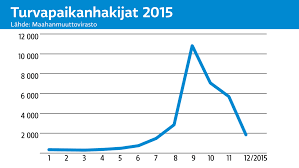 Turvapaikanhakijat 2015
Lähde: Maahanmuuttovirasto
12 000
10 000
8 000
6 000
4 000
2 000
1 2 3 4 5 6 7 8 9 10 11 12/2015